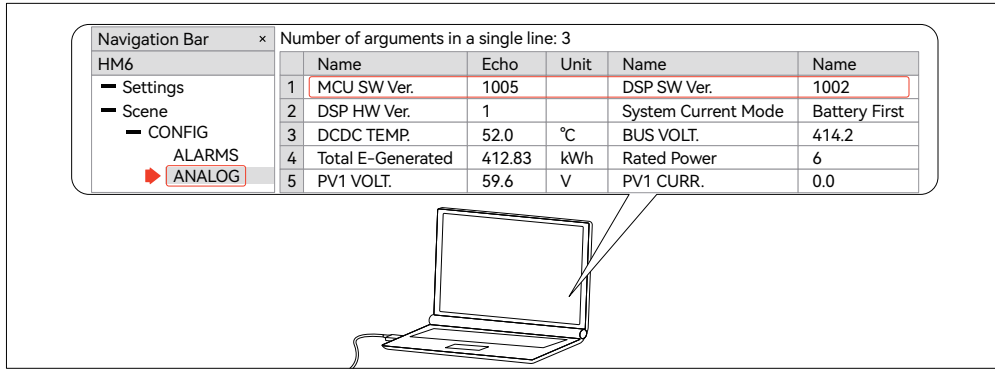 Navigation Bar ×
HM6
Settings
Scene
CONFIG
ALARMS
ANALOG
Number of arguments in a single line: 3
Name Echo Unit Name Name
1 MCU SW Ver. 1005 DSP SW Ver. 1002
2 DSP HW Ver. 1 System Current Mode Battery First
3 DCDC TEMP. 52.0 ℃ BUS VOLT. 414.2
4 Total E-Generated 412.83 kWh Rated Power 6
5 PV1 VOLT. 59.6 V PV1 CURR. 0.0